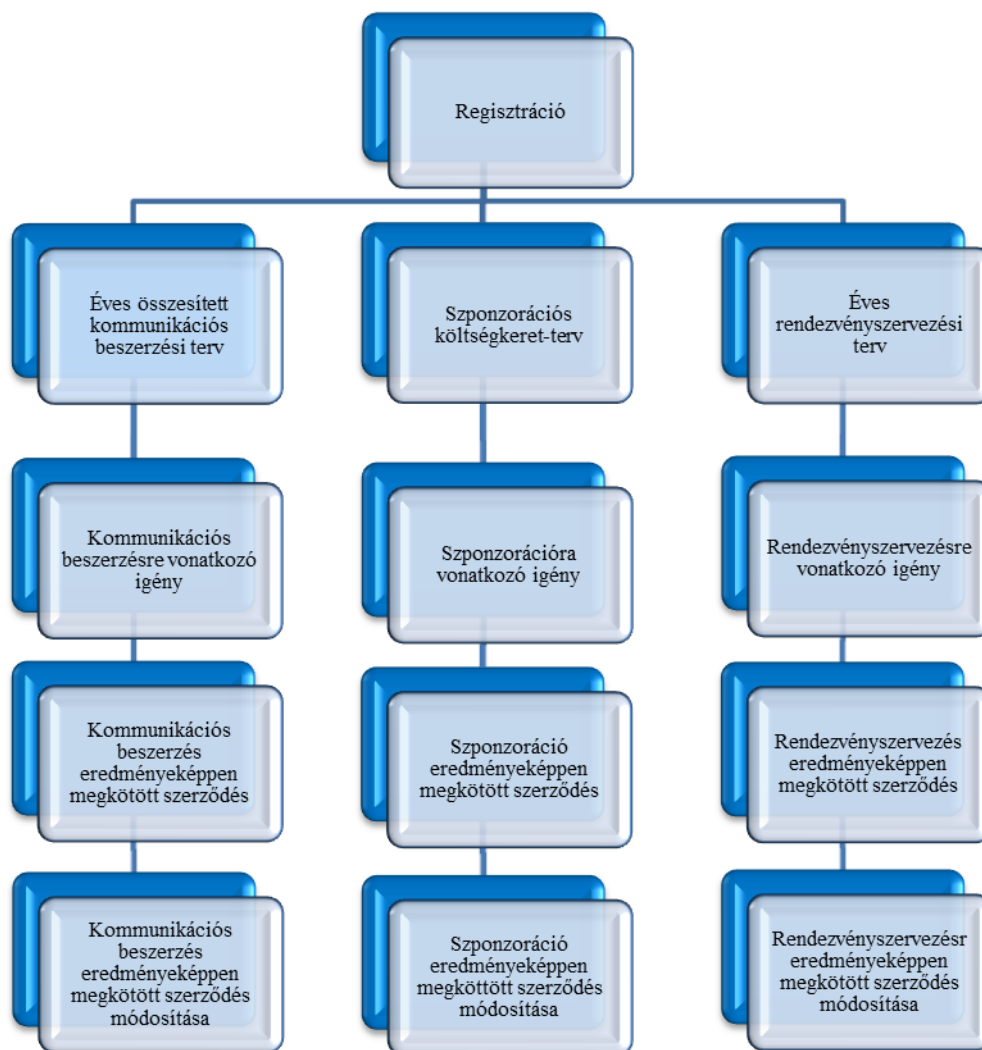 Regisztráció
Éves összesített
kommunikációs
beszerzési terv
Szponzorációs
költségkeret-terv
Éves
rendezvényszervezési
terv
Kommunikációs
beszerzésre vonatkozó
igény
Szponzorációra
vonatkozó igény
Rendezvényszervezésre
vonatkozó igény
Kommunikációs
beszerzés
eredményeképpen
megkötött szerződés
Szponzoráció
eredményeképpen
megkötött szerződés
Rendezvényszervezés
eredményeképpen
megkötött szerződés
Kommunikációs
beszerzés
eredményeképpen
megkötött szerződés
módosítása
Szponzoráció
eredményeképpen
megköttött szerződés
módosítása
Rendezvényszervezésr
eredményeképpen
megkötött szerződés
módosítása